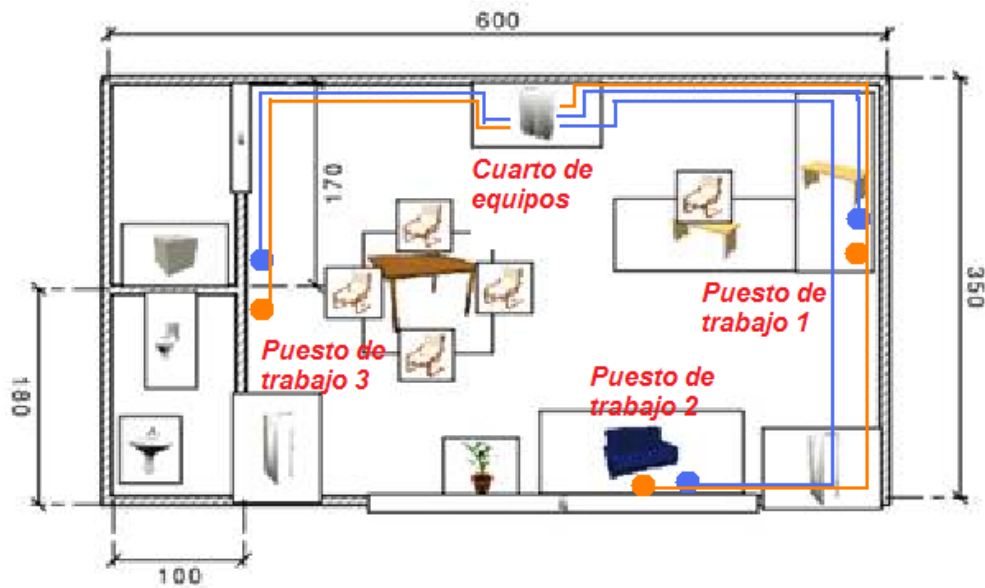 600
Cuarto de
equipos
170
Puesto de
trabajo 1
350
Puesto de
trabajo 3
Puesto de
trabajo 2
180
100